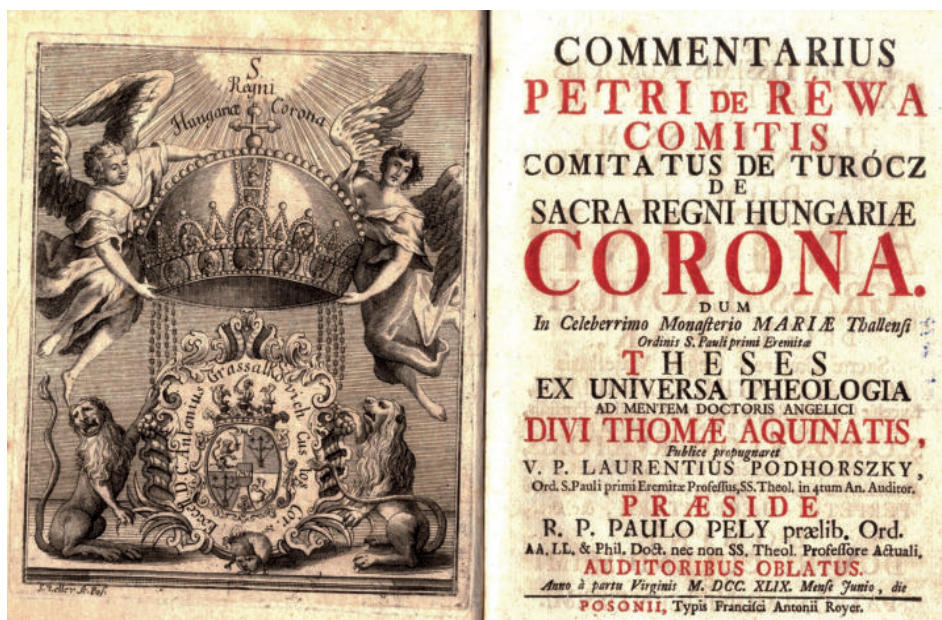 S.
Regni
Hungariæ Corona
Excell. D. C. Antonius Grassalkovich Cus los Cor s
COMMENTARIUS
PETRI DE RÉWA
COMITIS
COMITATUS DE TURÓCZ
DE
SACRA REGNI HUNGARIÆ
CORONA.
DUM
In Celeberrimo Monasterio MARIÆ Thallensi
Ordinis S. Pauli primi Eremitæ
THESES
EX UNIVERSA THEOLOGIA
AD MENTEM DOCTORIS ANGELICI
DIVI THOMÆ AQUINATIS,
Publice propugnaret
V. P. LAURENTIUS PODHORSZKY,
Ord. S. Pauli primi Eremitæ Professus, SS. Theol. in 4tum An. Auditor.
PRÆSIDE
R. P. PAULO PELY prælib. Ord.
AA. LL. & Phil. Doct. nec non SS. Theol. Professore Actuali,
AUDITORIBUS OBLATUS.
Anno à partu Virginis M. DCC. XLIX. Mense Junio, die
POSONII, Typis Francisci Antonii Royer.